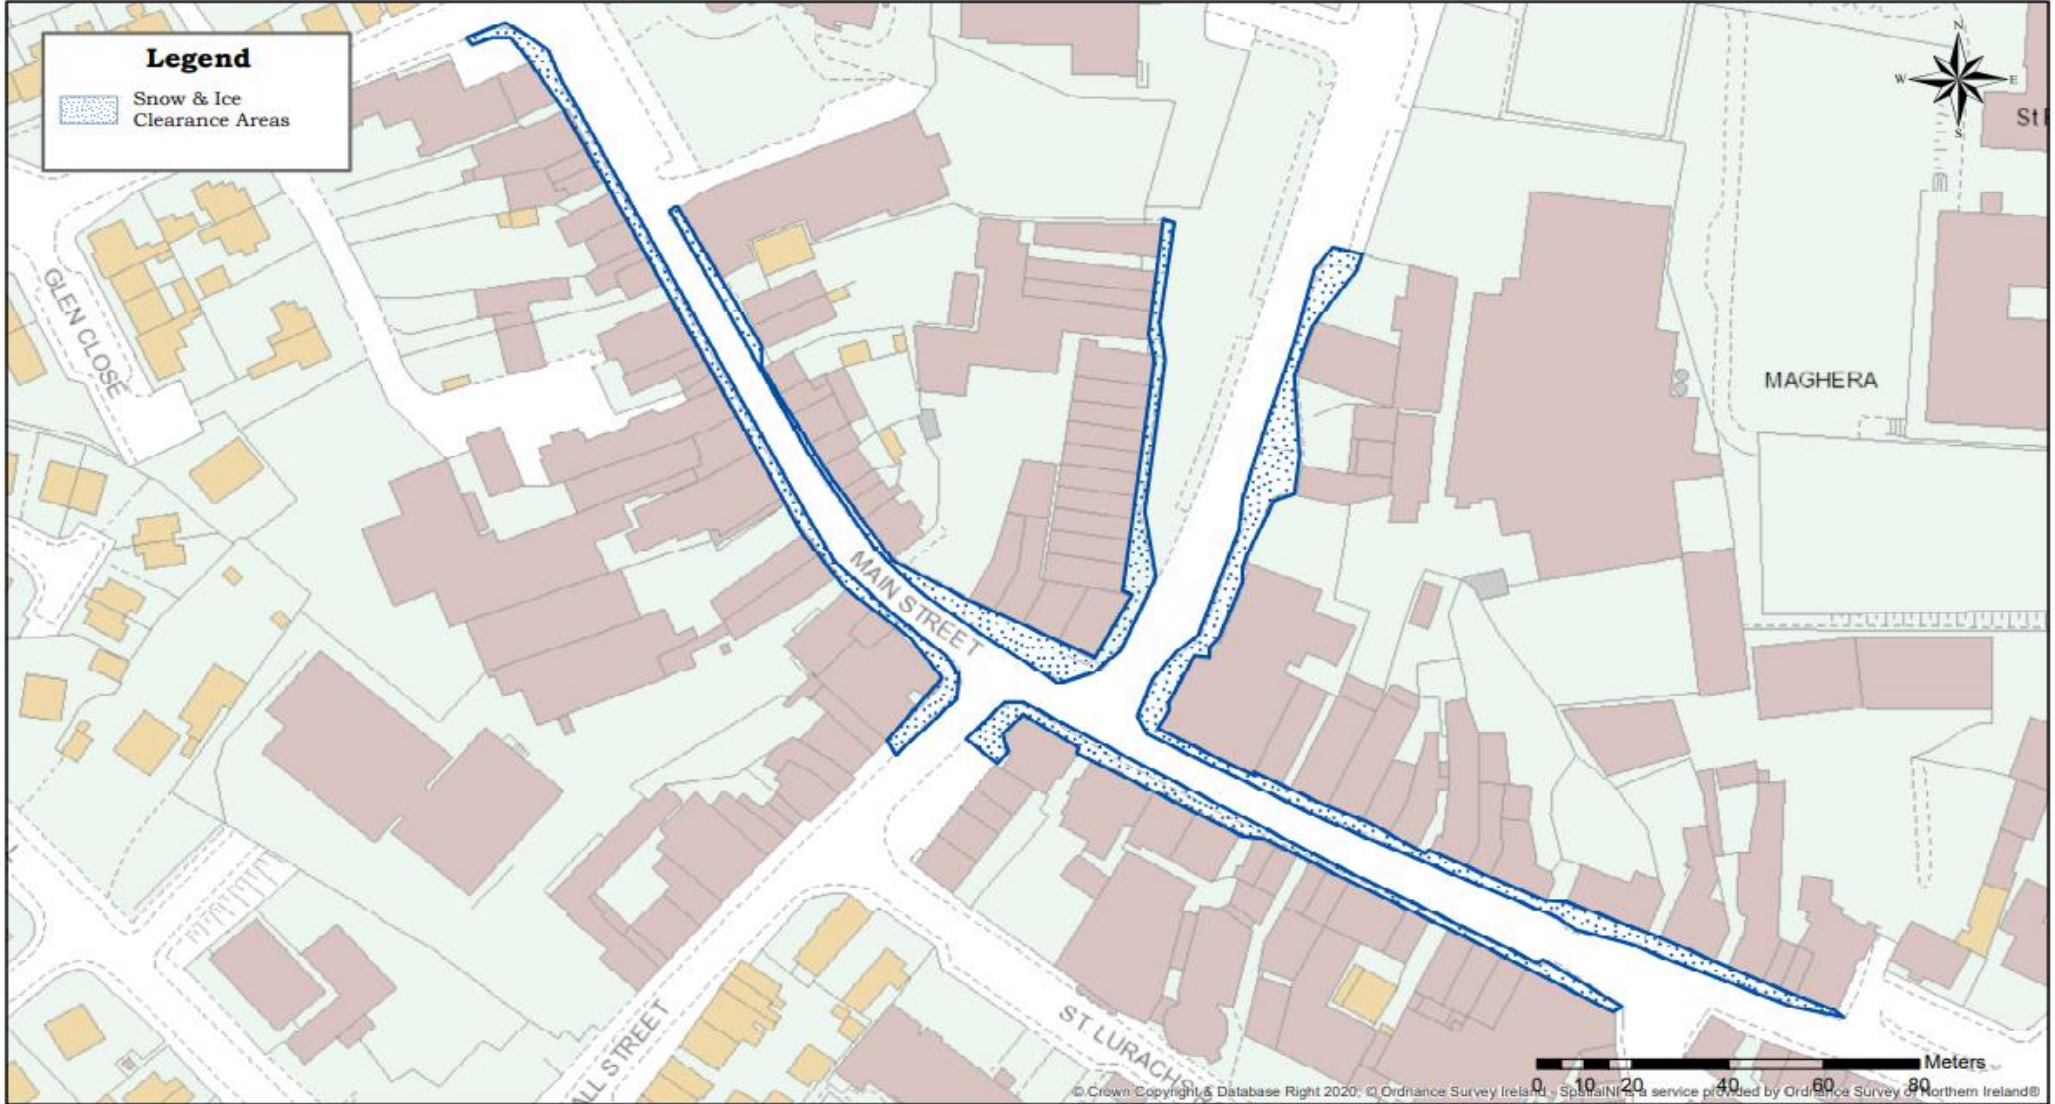 Legend
Snow & Ice
Clearance Areas
N
W
E
S
St
GLEN CLOSE
MAGHERA
MAIN STREET
ALL STREET
ST LURACHS
Meters
0 10 20 40 60 80
© Crown Copyright & Database Right 2020; © Ordnance Survey Ireland - SpatialNI is a service provided by Ordnance Survey of Northern Ireland®